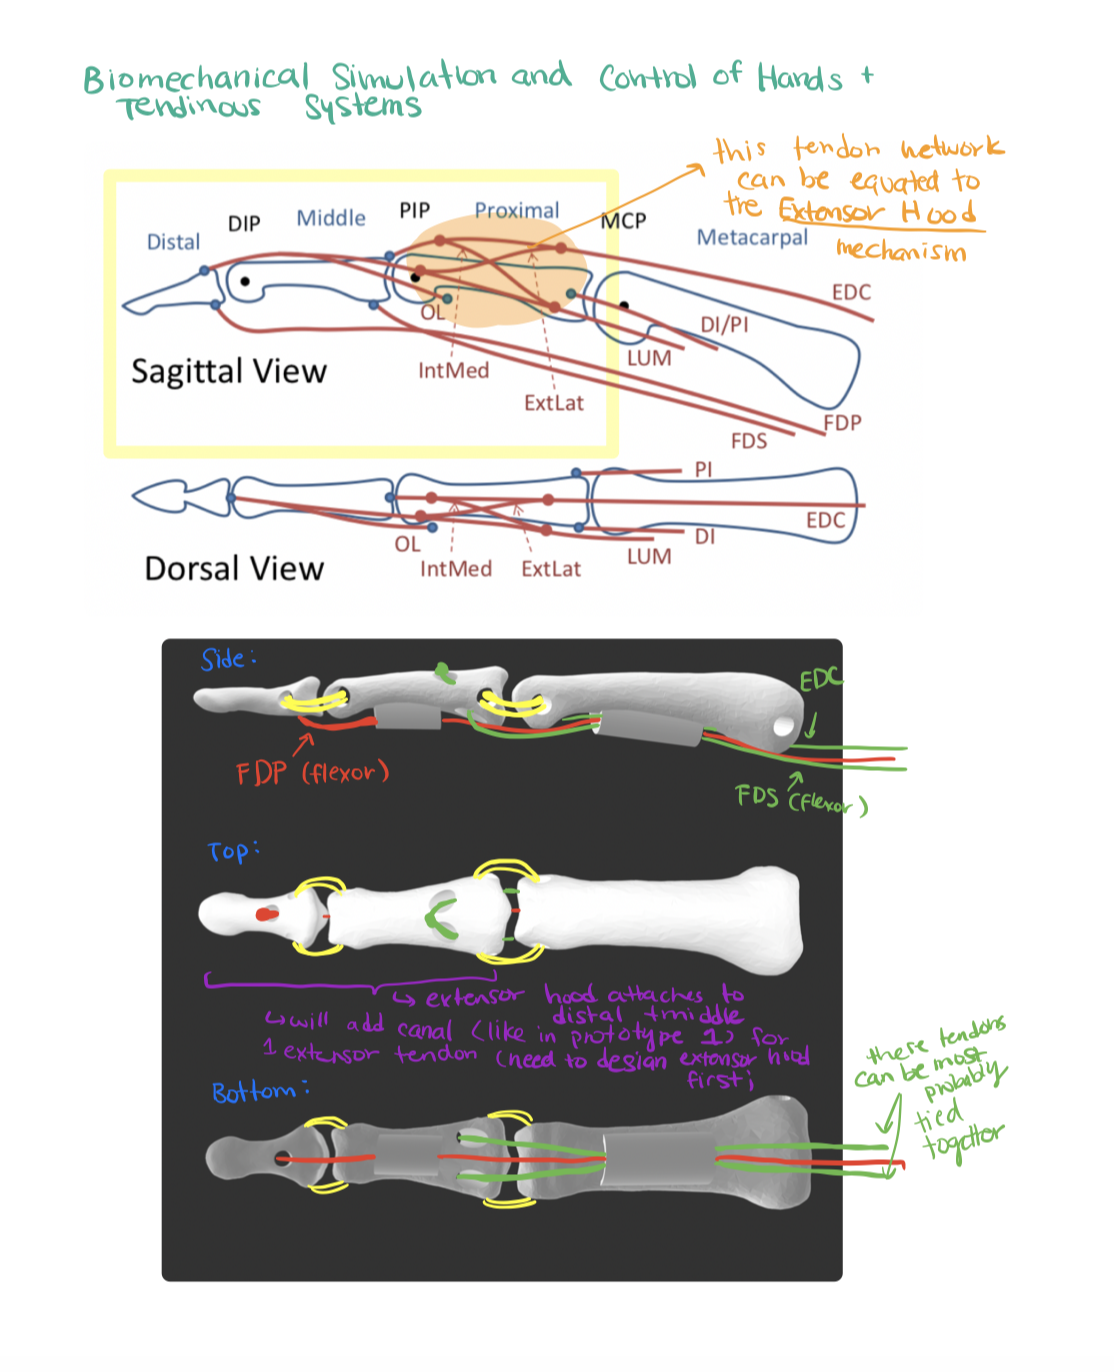 Biomechanical Simulation and Control of Hands +
Tendinous Systems
this tendon network
can be equated to
the Extensor Hood
mechanism
Distal
DIP
Middle
PIP
Proximal
MCP
Metacarpal
EDC
DI/PI
OL
LUM
IntMed
ExtLat
Sagittal View
FDP
FDS
PI
EDC
DI
OL
LUM
IntMed
ExtLat
Dorsal View
Side:
EDC
FDP (flexor)
FDS (flexor)
Top:
↳ extensor hood attaches to
distal + middle
↳ will add canal (like in prototype 1) for
1 extensor tendon (need to design extensor hood
first;
Bottom:
these tendons
can be most
probably
tied
together